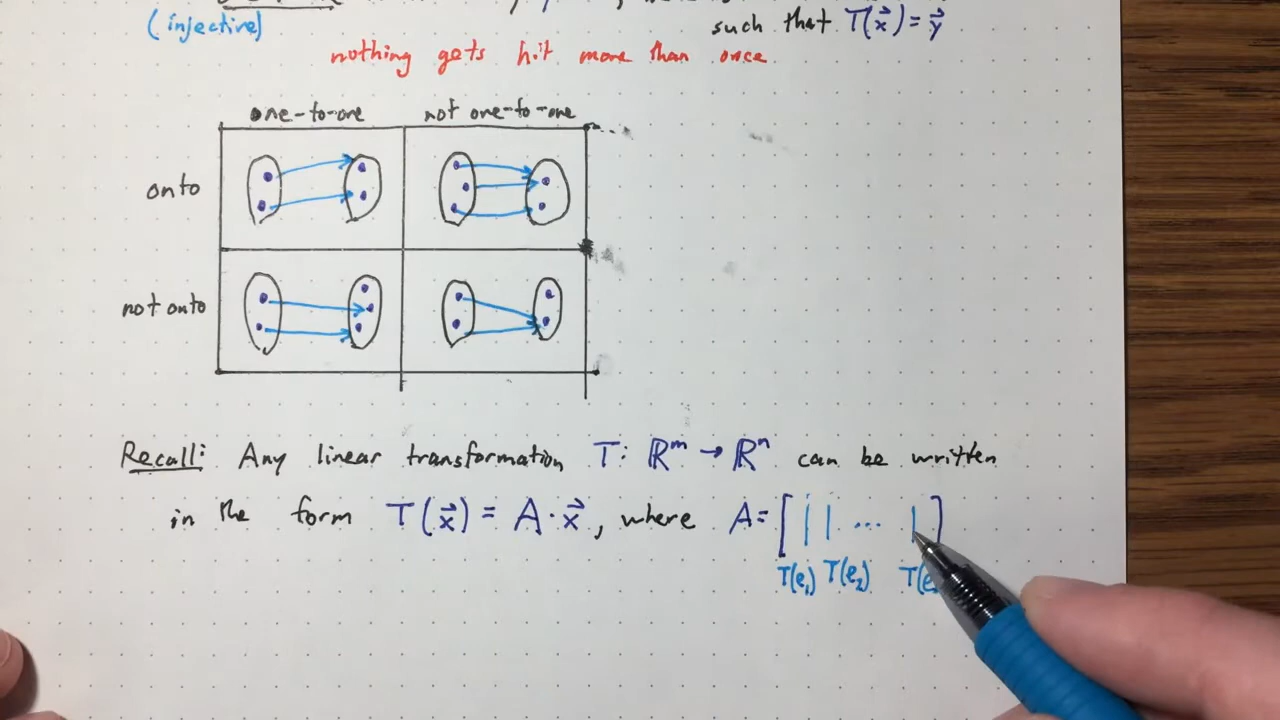 (injective)
such that T(x⃗) = y⃗
nothing gets hit more than once
one-to-one not one-to-one
onto
not onto
Recall: Any linear transformation T: ℝᵐ → ℝⁿ can be written
in the form T(x⃗) = A · x⃗, where A = [ | | ... | ]
T(e₁) T(e₂) T(e